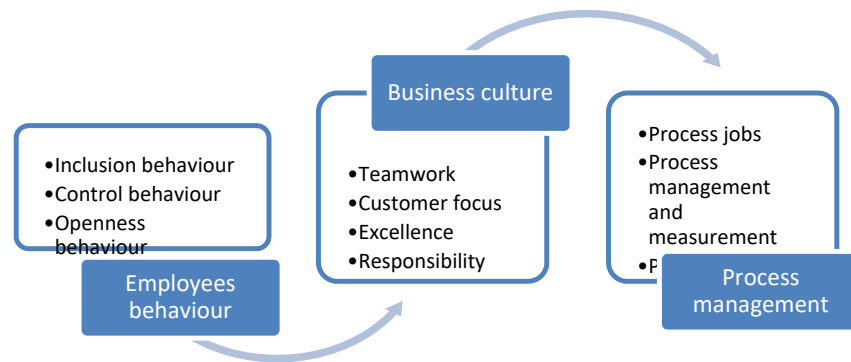 •Inclusion behaviour
•Control behaviour
•Openness
behaviour
Employees
behaviour
Business culture
•Teamwork
•Customer focus
•Excellence
•Responsibility
•Process jobs
•Process
management
and
measurement
Process
management